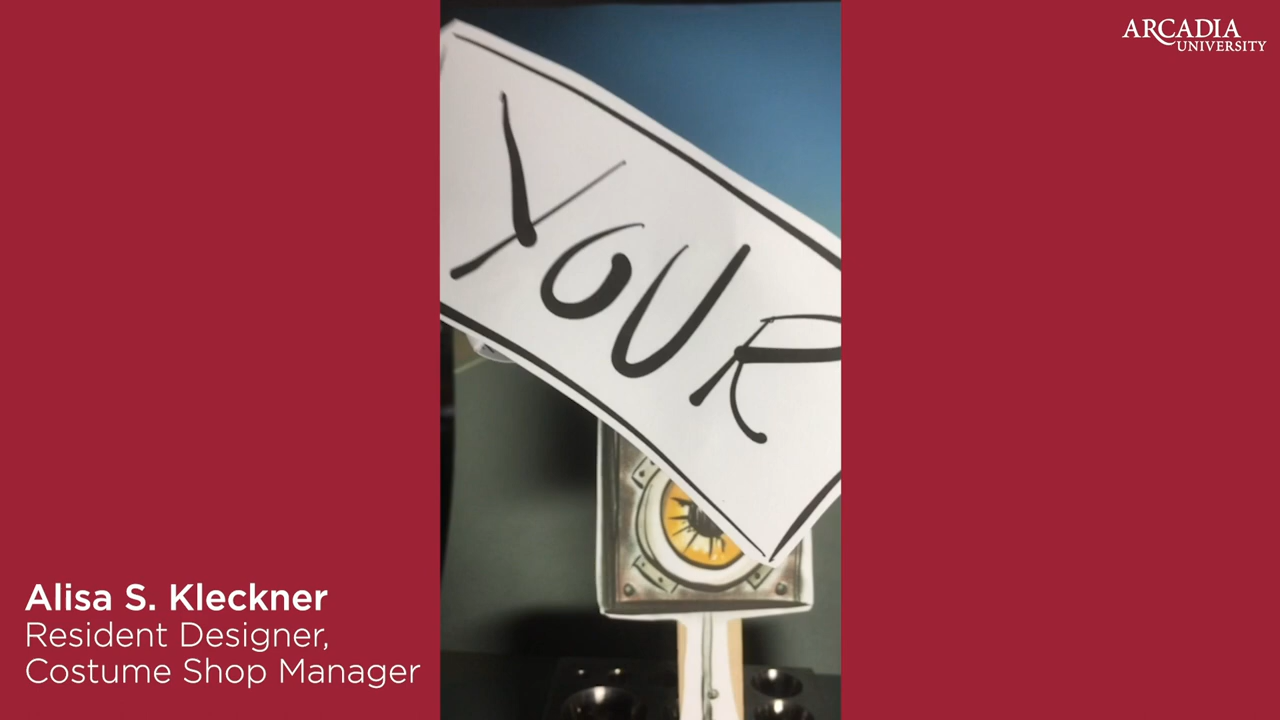 ARCADIA
UNIVERSITY
YOUR
Alisa S. Kleckner
Resident Designer,
Costume Shop Manager